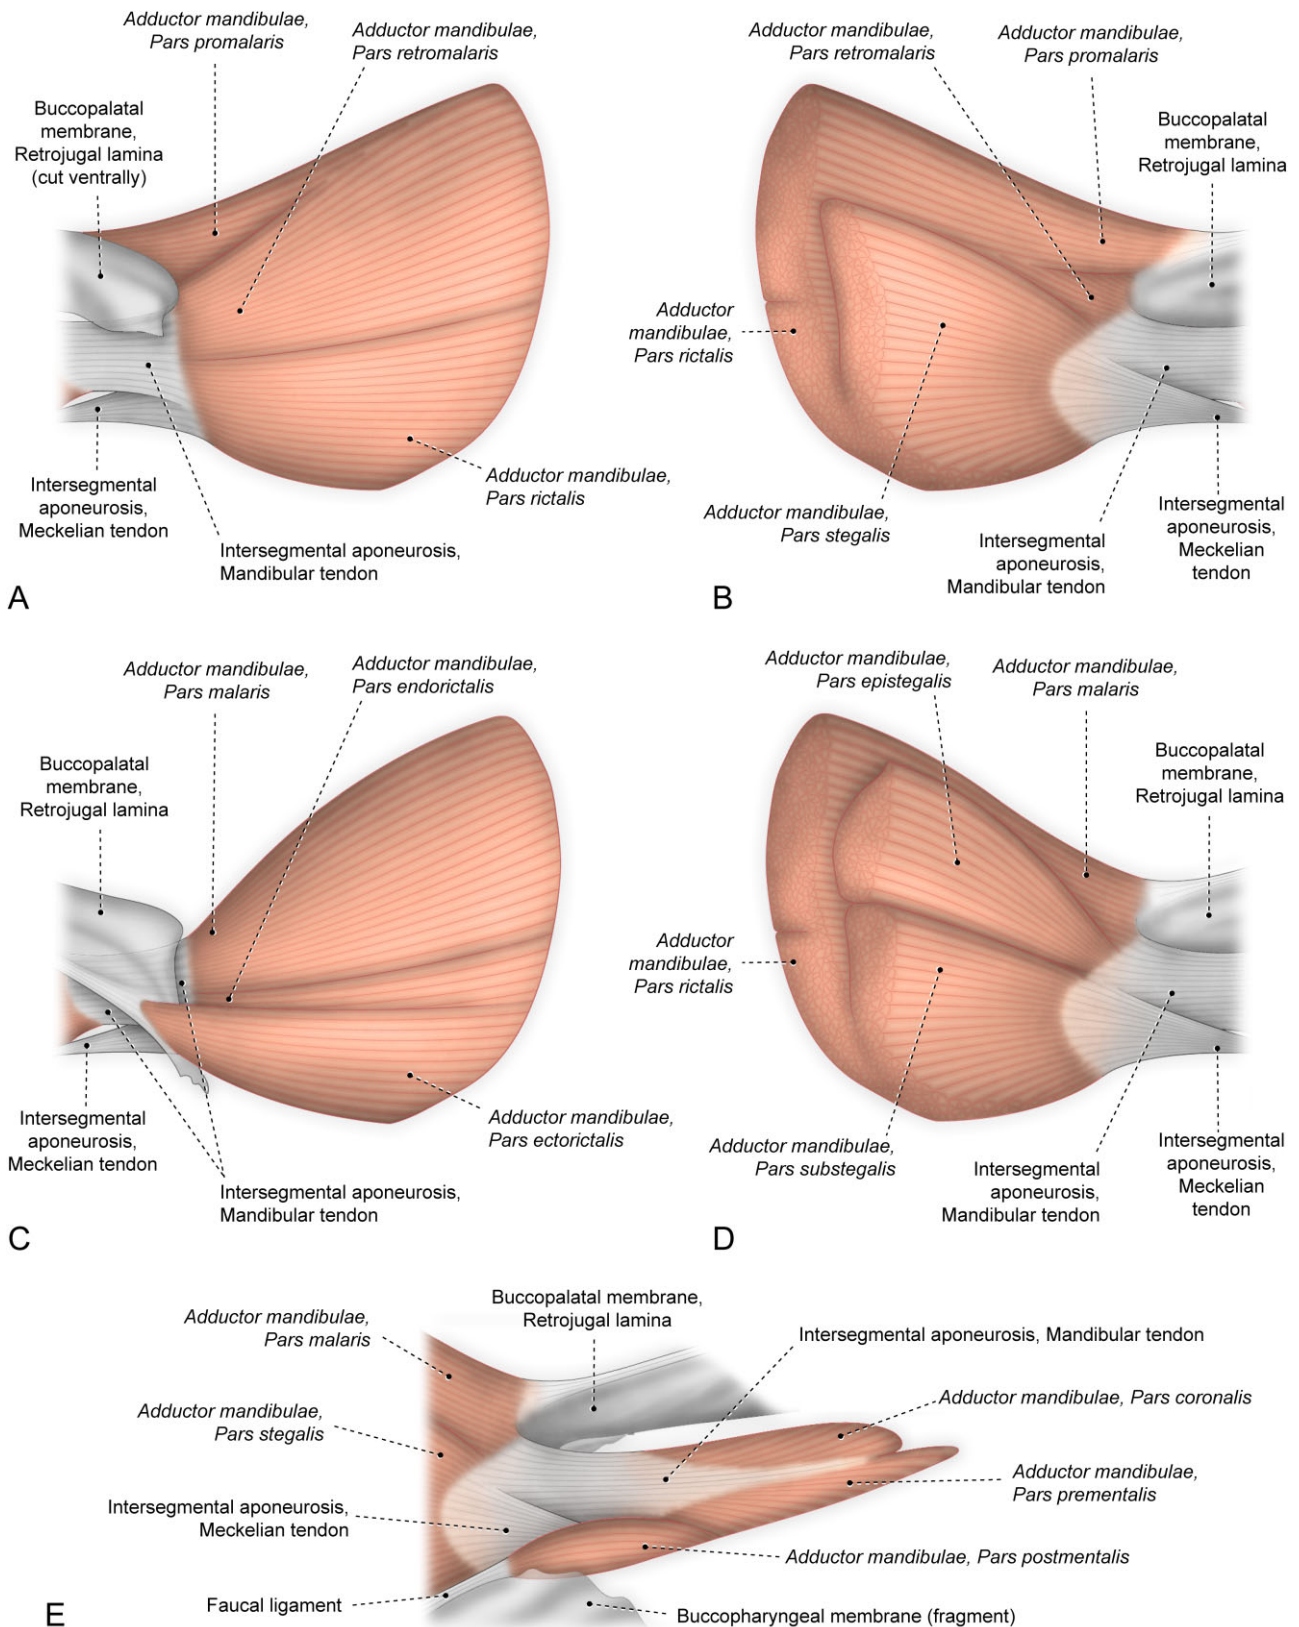 Adductor mandibulae,
Pars promalaris
Adductor mandibulae,
Pars retromalaris
Buccopalatal
membrane,
Retrojugal lamina
(cut ventrally)
Intersegmental
aponeurosis,
Meckelian tendon
Adductor mandibulae,
Pars rictalis
Intersegmental aponeurosis,
Mandibular tendon
A
Adductor mandibulae,
Pars retromalaris
Adductor mandibulae,
Pars promalaris
Buccopalatal
membrane,
Retrojugal lamina
Adductor
mandibulae,
Pars rictalis
Adductor mandibulae,
Pars stegalis
Intersegmental
aponeurosis,
Mandibular tendon
Intersegmental
aponeurosis,
Meckelian
tendon
B
Adductor mandibulae,
Pars malaris
Adductor mandibulae,
Pars endorictalis
Buccopalatal
membrane,
Retrojugal lamina
Intersegmental
aponeurosis,
Meckelian tendon
Adductor mandibulae,
Pars ectorictalis
Intersegmental aponeurosis,
Mandibular tendon
C
Adductor mandibulae,
Pars epistegalis
Adductor mandibulae,
Pars malaris
Buccopalatal
membrane,
Retrojugal lamina
Adductor
mandibulae,
Pars rictalis
Adductor mandibulae,
Pars substegalis
Intersegmental
aponeurosis,
Mandibular tendon
Intersegmental
aponeurosis,
Meckelian
tendon
D
Adductor mandibulae,
Pars malaris
Buccopalatal membrane,
Retrojugal lamina
Intersegmental aponeurosis, Mandibular tendon
Adductor mandibulae,
Pars stegalis
Adductor mandibulae, Pars coronalis
Adductor mandibulae,
Pars prementalis
Intersegmental aponeurosis,
Meckelian tendon
Adductor mandibulae, Pars postmentalis
Faucal ligament
Buccopharyngeal membrane (fragment)
E